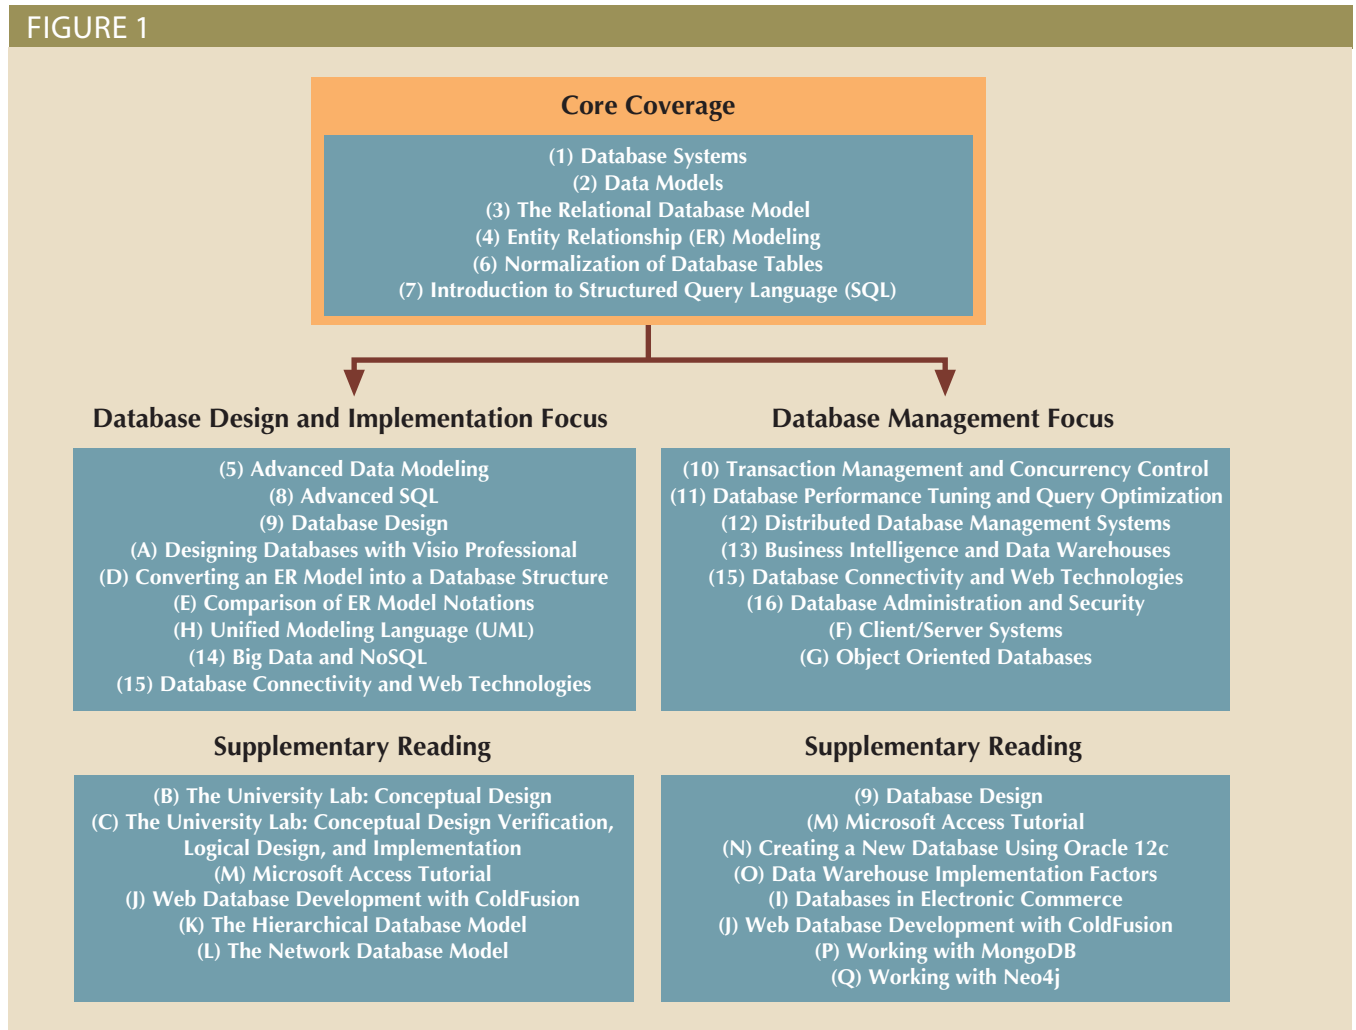 FIGURE 1
Core Coverage
(1) Database Systems
(2) Data Models
(3) The Relational Database Model
(4) Entity Relationship (ER) Modeling
(6) Normalization of Database Tables
(7) Introduction to Structured Query Language (SQL)
Database Design and Implementation Focus
(5) Advanced Data Modeling
(8) Advanced SQL
(9) Database Design
(A) Designing Databases with Visio Professional
(D) Converting an ER Model into a Database Structure
(E) Comparison of ER Model Notations
(H) Unified Modeling Language (UML)
(14) Big Data and NoSQL
(15) Database Connectivity and Web Technologies
Database Management Focus
(10) Transaction Management and Concurrency Control
(11) Database Performance Tuning and Query Optimization
(12) Distributed Database Management Systems
(13) Business Intelligence and Data Warehouses
(15) Database Connectivity and Web Technologies
(16) Database Administration and Security
(F) Client/Server Systems
(G) Object Oriented Databases
Supplementary Reading
(B) The University Lab: Conceptual Design
(C) The University Lab: Conceptual Design Verification,
Logical Design, and Implementation
(M) Microsoft Access Tutorial
(J) Web Database Development with ColdFusion
(K) The Hierarchical Database Model
(L) The Network Database Model
Supplementary Reading
(9) Database Design
(M) Microsoft Access Tutorial
(N) Creating a New Database Using Oracle 12c
(O) Data Warehouse Implementation Factors
(I) Databases in Electronic Commerce
(J) Web Database Development with ColdFusion
(P) Working with MongoDB
(Q) Working with Neo4j